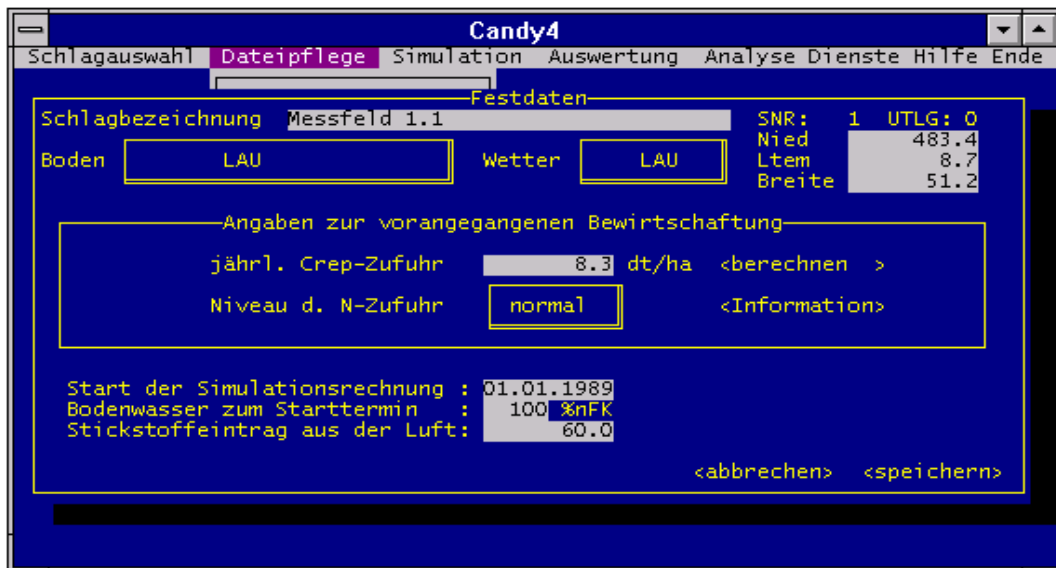 Candy4
Schlagauswahl Dateipflege Simulation Auswertung Analyse Dienste Hilfe Ende
Festdaten
Schlagbezeichnung Messfeld 1.1 SNR: 1 UTLG: 0
Nied 483.4
Boden LAU Wetter LAU Ltem 8.7
Breite 51.2
Angaben zur vorangegangenen Bewirtschaftung
jährl. Crep-Zufuhr 8.3 dt/ha <berechnen >
Niveau d. N-Zufuhr normal <Information>
Start der Simulationsrechnung : 01.01.1989
Bodenwasser zum Starttermin : 100 %nFK
Stickstoffeintrag aus der Luft: 60.0
<abbrechen> <speichern>